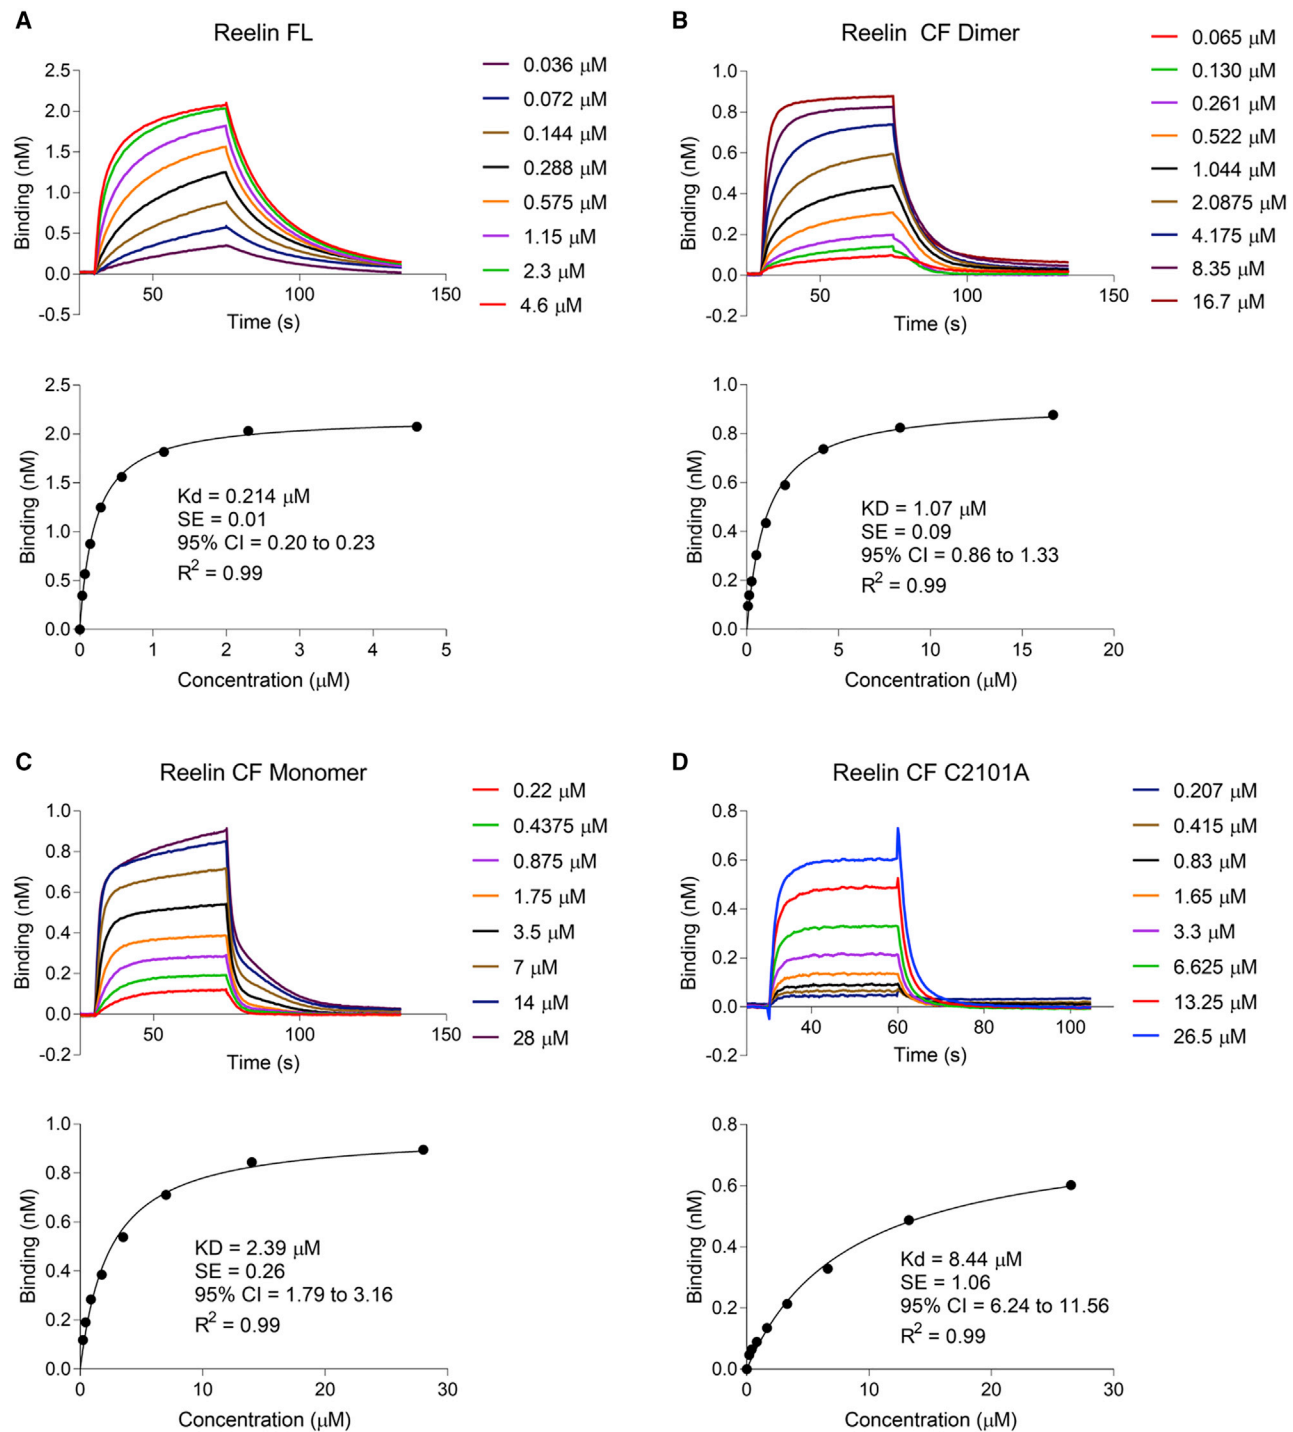 A
Reelin FL
2.5
2.0
1.5
1.0
0.5
0.0
-0.5
50
100
150
Binding (nM)
Time (s)
0.036 μM
0.072 μM
0.144 μM
0.288 μM
0.575 μM
1.15 μM
2.3 μM
4.6 μM
2.5
2.0
1.5
1.0
0.5
0.0
0
1
2
3
4
5
Binding (nM)
Concentration (μM)
Kd = 0.214 μM
SE = 0.01
95% CI = 0.20 to 0.23
R² = 0.99
B
Reelin CF Dimer
1.0
0.8
0.6
0.4
0.2
0.0
-0.2
50
100
150
Binding (nM)
Time (s)
0.065 μM
0.130 μM
0.261 μM
0.522 μM
1.044 μM
2.0875 μM
4.175 μM
8.35 μM
16.7 μM
1.0
0.8
0.6
0.4
0.2
0.0
0
5
10
15
20
Binding (nM)
Concentration (μM)
KD = 1.07 μM
SE = 0.09
95% CI = 0.86 to 1.33
R² = 0.99
C
Reelin CF Monomer
1.0
0.8
0.6
0.4
0.2
0.0
-0.2
50
100
150
Binding (nM)
Time (s)
0.22 μM
0.4375 μM
0.875 μM
1.75 μM
3.5 μM
7 μM
14 μM
28 μM
1.0
0.8
0.6
0.4
0.2
0.0
0
10
20
30
Binding (nM)
Concentration (μM)
KD = 2.39 μM
SE = 0.26
95% CI = 1.79 to 3.16
R² = 0.99
D
Reelin CF C2101A
0.8
0.6
0.4
0.2
0.0
-0.2
40
60
80
100
Binding (nM)
Time (s)
0.207 μM
0.415 μM
0.83 μM
1.65 μM
3.3 μM
6.625 μM
13.25 μM
26.5 μM
0.8
0.6
0.4
0.2
0.0
0
10
20
30
Binding (nM)
Concentration (μM)
Kd = 8.44 μM
SE = 1.06
95% CI = 6.24 to 11.56
R² = 0.99